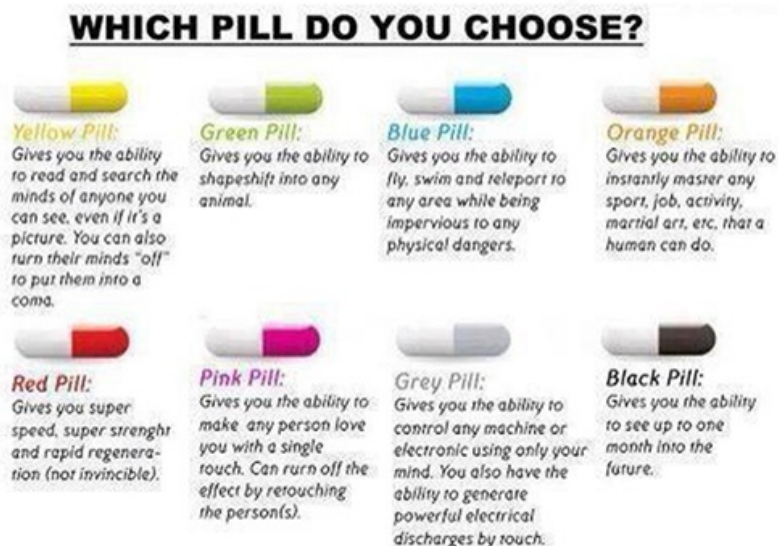 WHICH PILL DO YOU CHOOSE?
Yellow Pill:
Gives you the ability
to read and search the
minds of anyone you
can see, even if it's a
picture. You can also
turn their minds "off"
to put them into a
coma.
Green Pill:
Gives you the ability to
shapeshift into any
animal.
Blue Pill:
Gives you the ability to
fly, swim and teleport to
any area while being
impervious to any
physical dangers.
Orange Pill:
Gives you the ability to
instantly master any
sport, job, activity,
martial art, etc, that a
human can do.
Red Pill:
Gives you super
speed, super strenght
and rapid regenera-
tion (not invincible).
Pink Pill:
Gives you the ability to
make any person love
you with a single
touch. Can turn off the
effect by retouching
the person(s).
Grey Pill:
Gives you the ability to
control any machine or
electronic using only your
mind. You also have the
ability to generate
powerful electrical
discharges by touch.
Black Pill:
Gives you the ability
to see up to one
month into the
future.